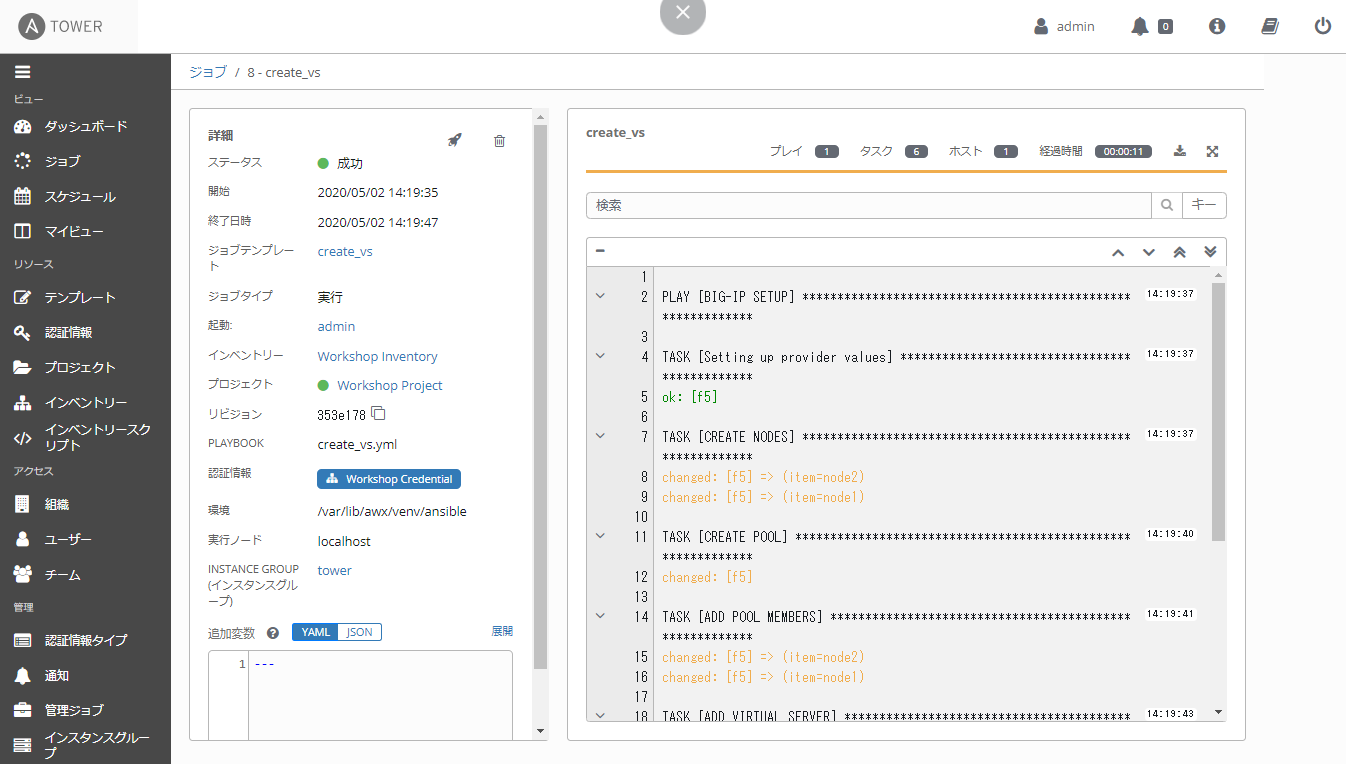 A TOWER
admin
0
ジョブ / 8 - create_vs
ビュー
ダッシュボード
ジョブ
スケジュール
マイビュー
リソース
テンプレート
認証情報
プロジェクト
インベントリー
インベントリースク
リプト
アクセス
組織
ユーザー
チーム
管理
認証情報タイプ
通知
管理ジョブ
インスタンスグルー
プ
詳細
ステータス 成功
開始 2020/05/02 14:19:35
終了日時 2020/05/02 14:19:47
ジョブテンプレー
ト create_vs
ジョブタイプ 実行
起動: admin
インベントリー Workshop Inventory
プロジェクト Workshop Project
リビジョン 353e178
PLAYBOOK create_vs.yml
認証情報 Workshop Credential
環境 /var/lib/awx/venv/ansible
実行ノード localhost
INSTANCE GROUP tower
(インスタンスグル
ープ)
追加変数 ? YAML JSON 展開
1 ---
create_vs
プレイ 1 タスク 6 ホスト 1 経過時間 00:00:11
検索 キー
1
2 PLAY [BIG-IP SETUP] *********************************************** 14:19:37
*************
3
4 TASK [Setting up provider values] ********************************* 14:19:37
*************
5 ok: [f5]
6
7 TASK [CREATE NODES] *********************************************** 14:19:37
*************
8 changed: [f5] => (item=node2)
9 changed: [f5] => (item=node1)
10
11 TASK [CREATE POOL] ************************************************ 14:19:40
*************
12 changed: [f5]
13
14 TASK [ADD POOL MEMBERS] ******************************************* 14:19:41
*************
15 changed: [f5] => (item=node2)
16 changed: [f5] => (item=node1)
17
18 TASK [ADD VIRTUAL SERVER] ***************************************** 14:19:43